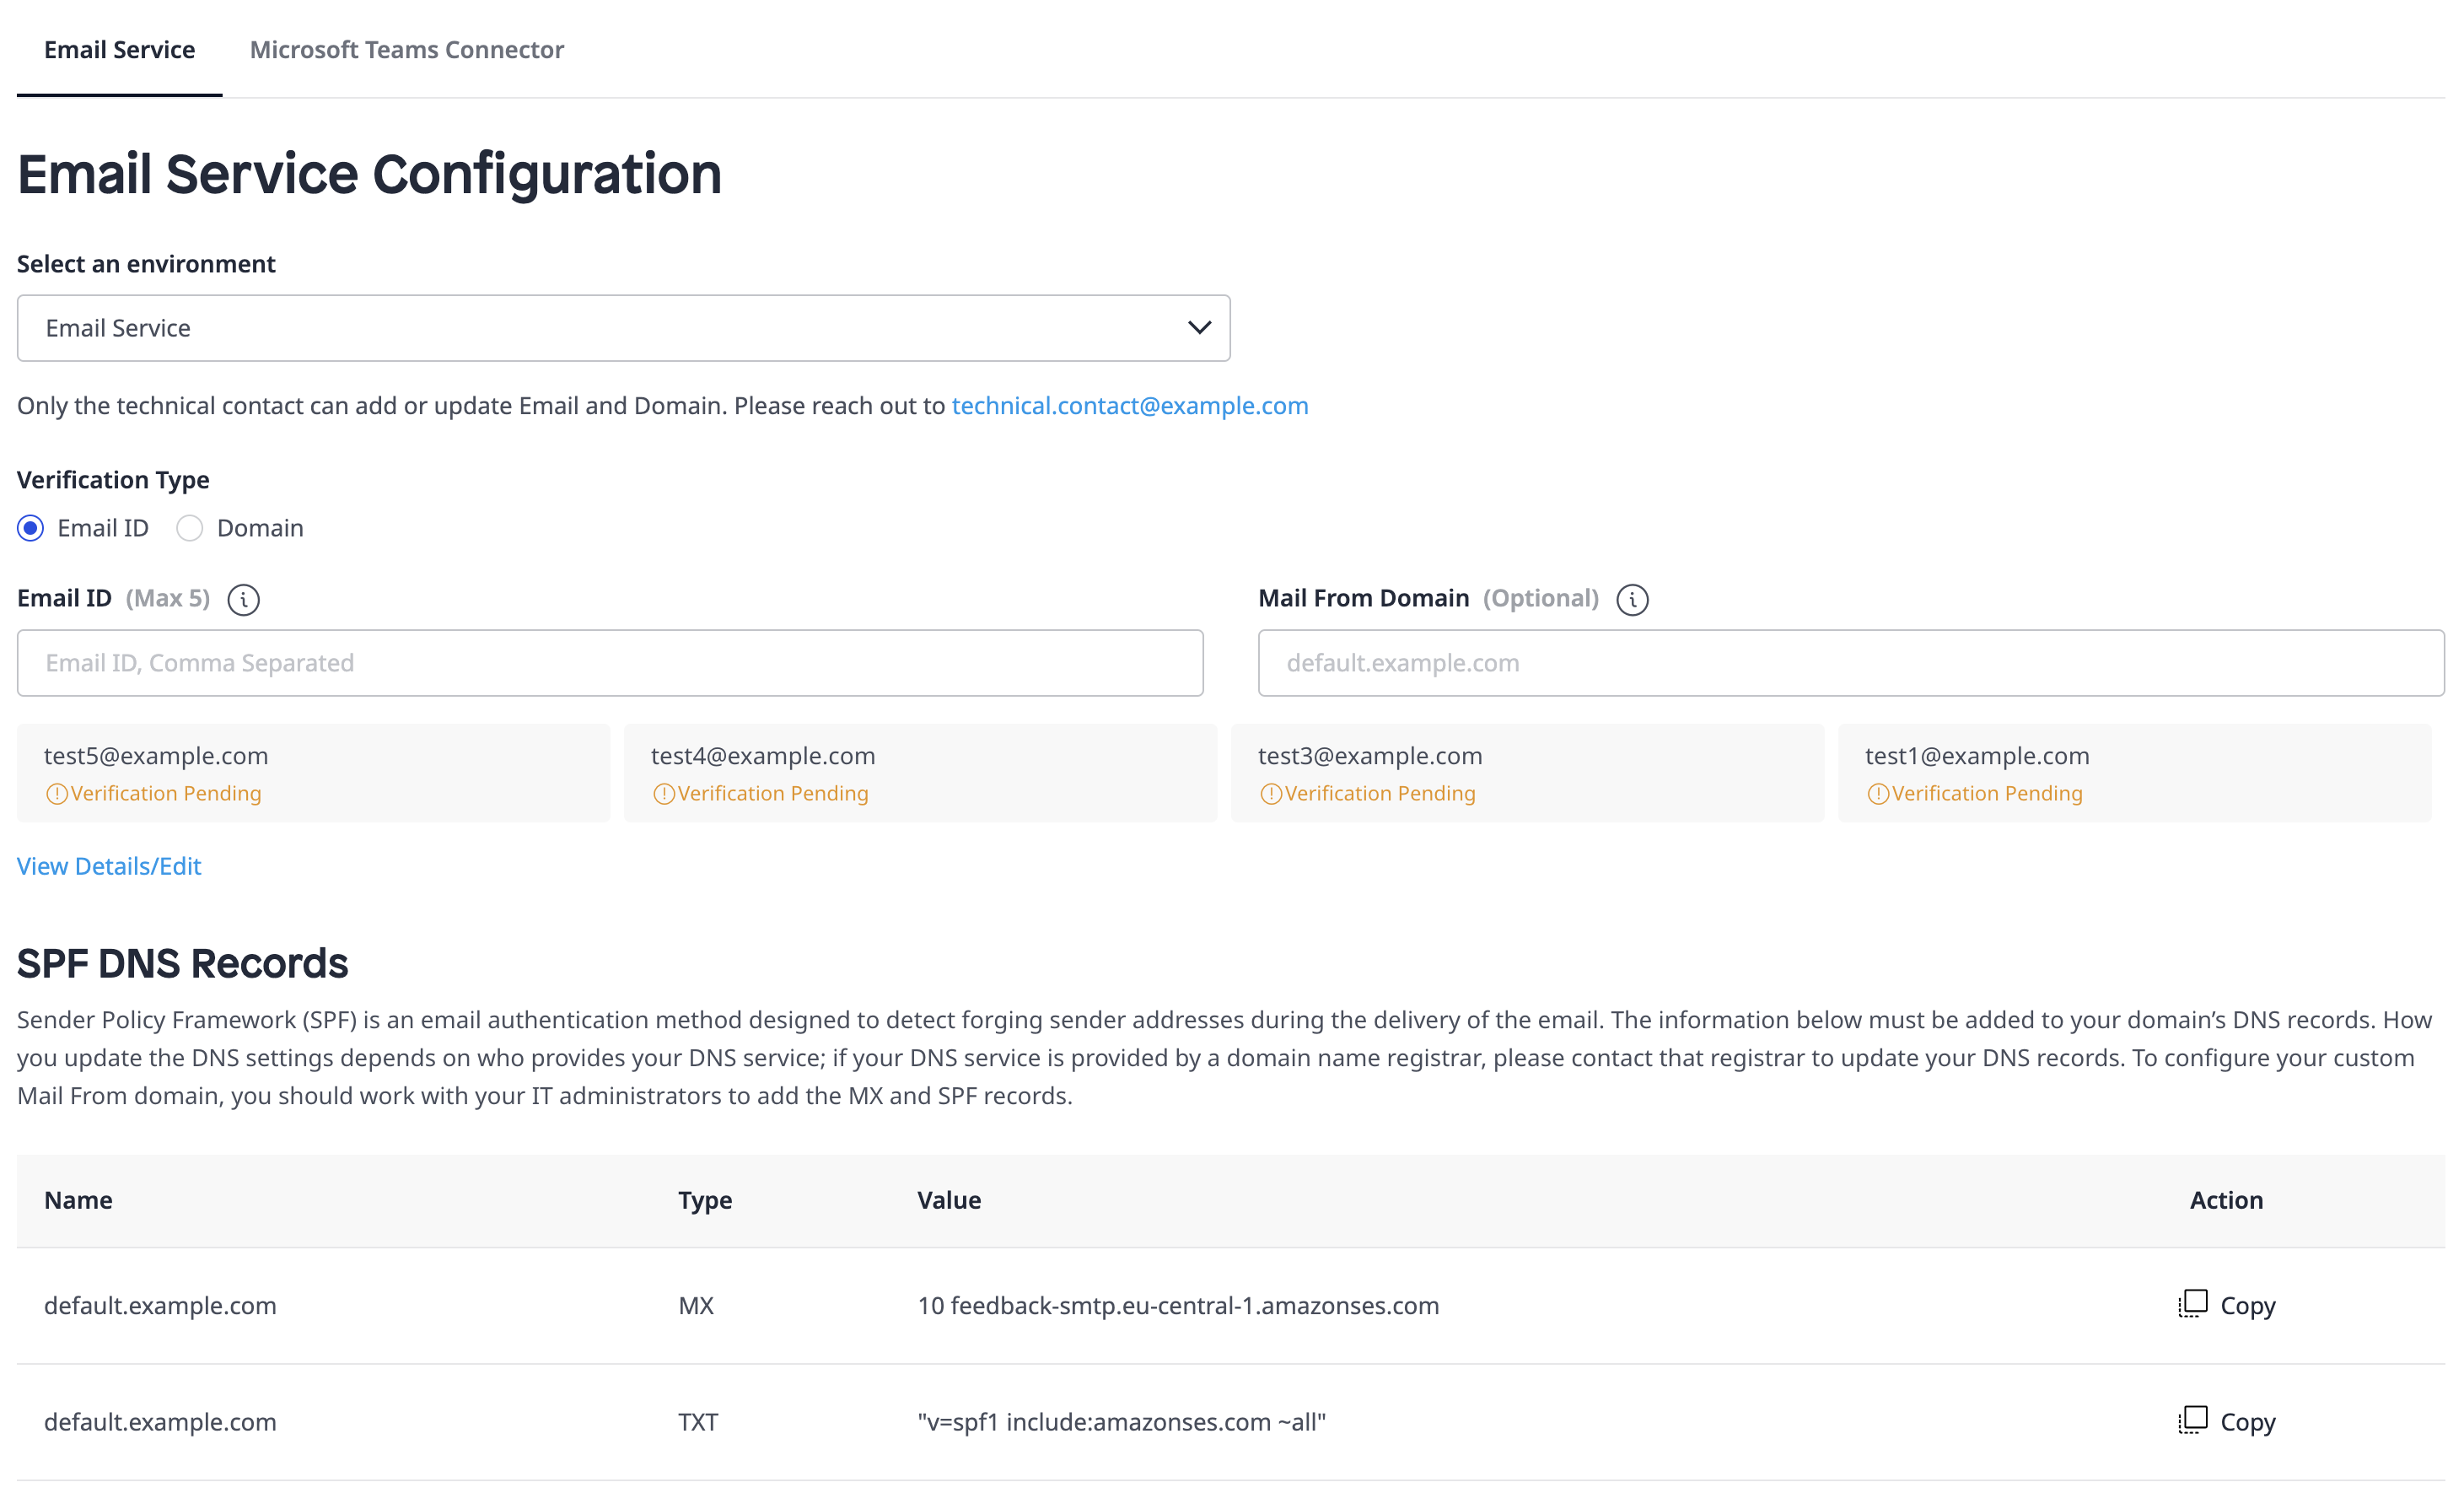 Email Service Microsoft Teams Connector
Email Service Configuration
Select an environment
Email Service
Only the technical contact can add or update Email and Domain. Please reach out to technical.contact@example.com
Verification Type
Email ID Domain
Email ID (Max 5) Mail From Domain (Optional)
Email ID, Comma Separated default.example.com
test5@example.com test4@example.com test3@example.com test1@example.com
Verification Pending Verification Pending Verification Pending Verification Pending
View Details/Edit
SPF DNS Records
Sender Policy Framework (SPF) is an email authentication method designed to detect forging sender addresses during the delivery of the email. The information below must be added to your domain’s DNS records. How
you update the DNS settings depends on who provides your DNS service; if your DNS service is provided by a domain name registrar, please contact that registrar to update your DNS records. To configure your custom
Mail From domain, you should work with your IT administrators to add the MX and SPF records.
Name Type Value Action
default.example.com MX 10 feedback-smtp.eu-central-1.amazonses.com Copy
default.example.com TXT "v=spf1 include:amazonses.com ~all" Copy